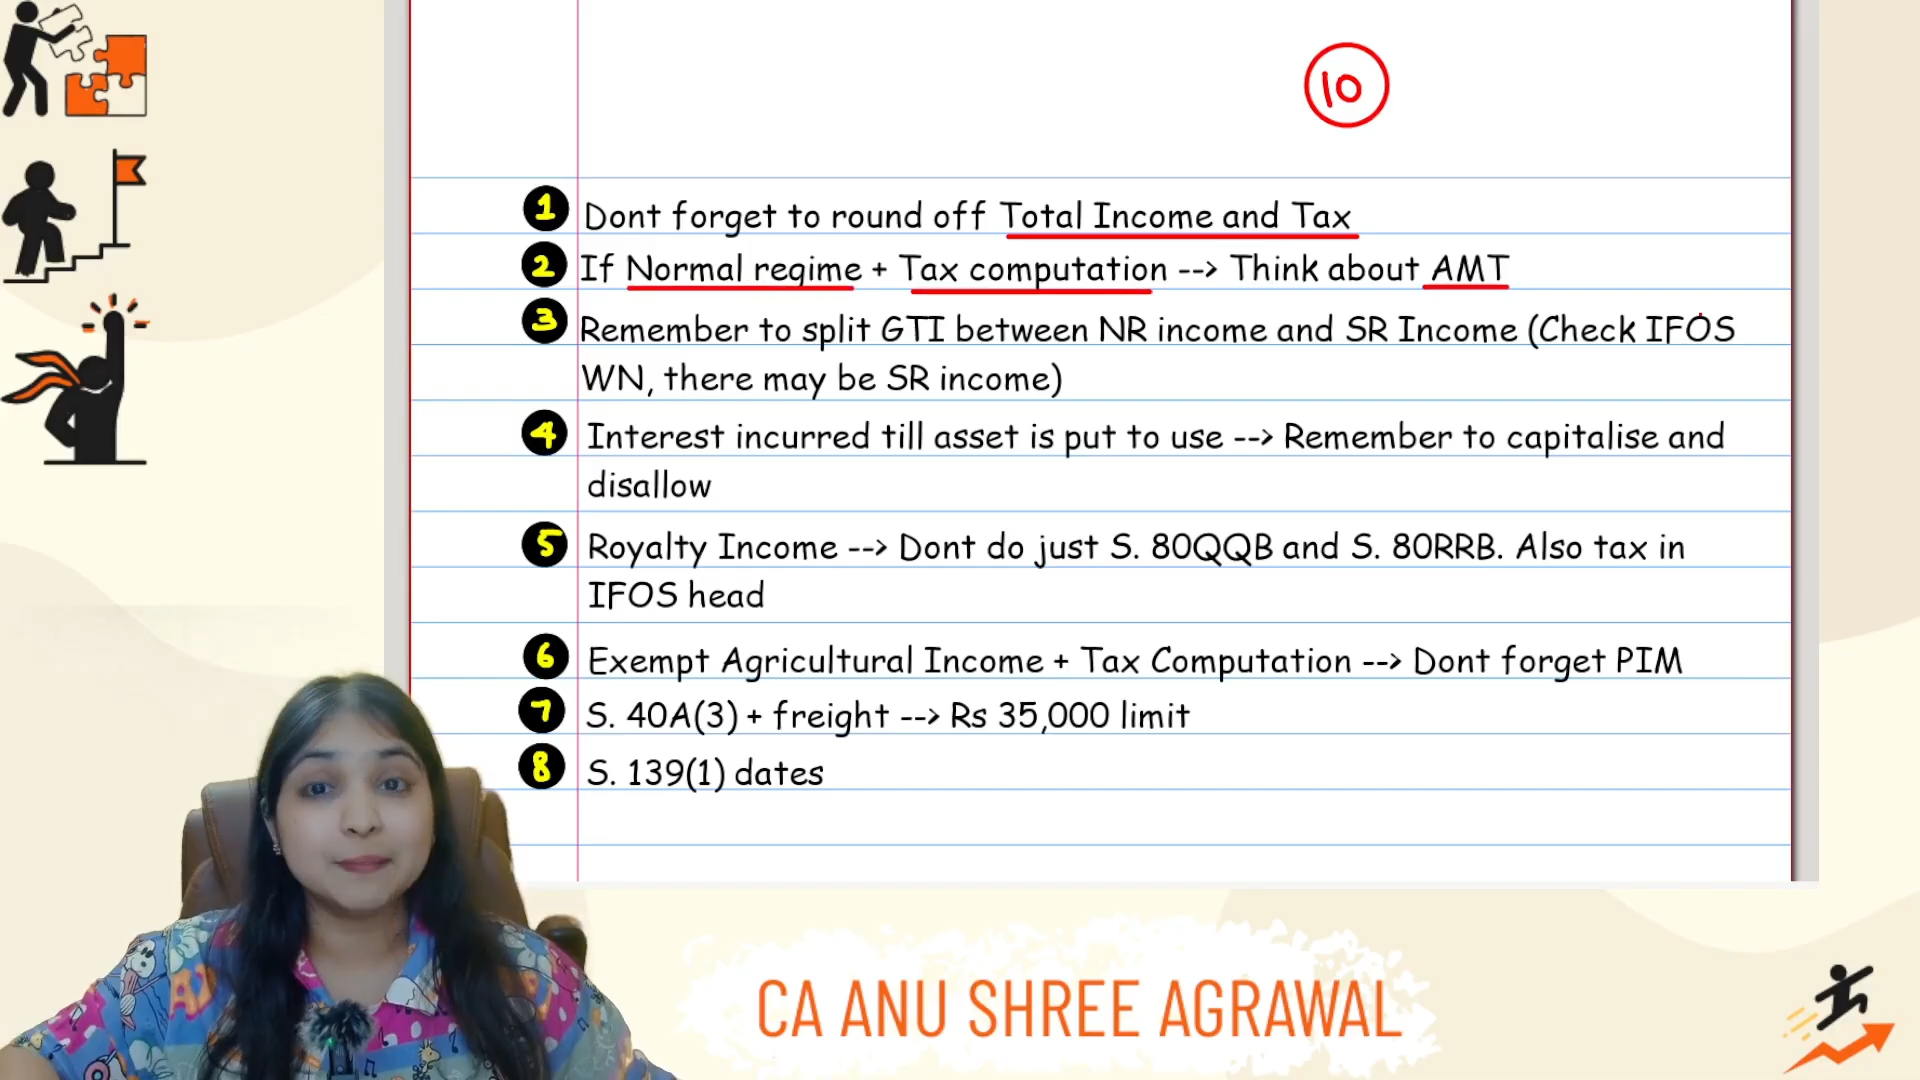 10
1 Dont forget to round off Total Income and Tax
2 If Normal regime + Tax computation --> Think about AMT
3 Remember to split GTI between NR income and SR Income (Check IFOS
WN, there may be SR income)
4 Interest incurred till asset is put to use --> Remember to capitalise and
disallow
5 Royalty Income --> Dont do just S. 80QQB and S. 80RRB. Also tax in
IFOS head
6 Exempt Agricultural Income + Tax Computation --> Dont forget PIM
7 S. 40A(3) + freight --> Rs 35,000 limit
8 S. 139(1) dates
CA ANU SHREE AGRAWAL